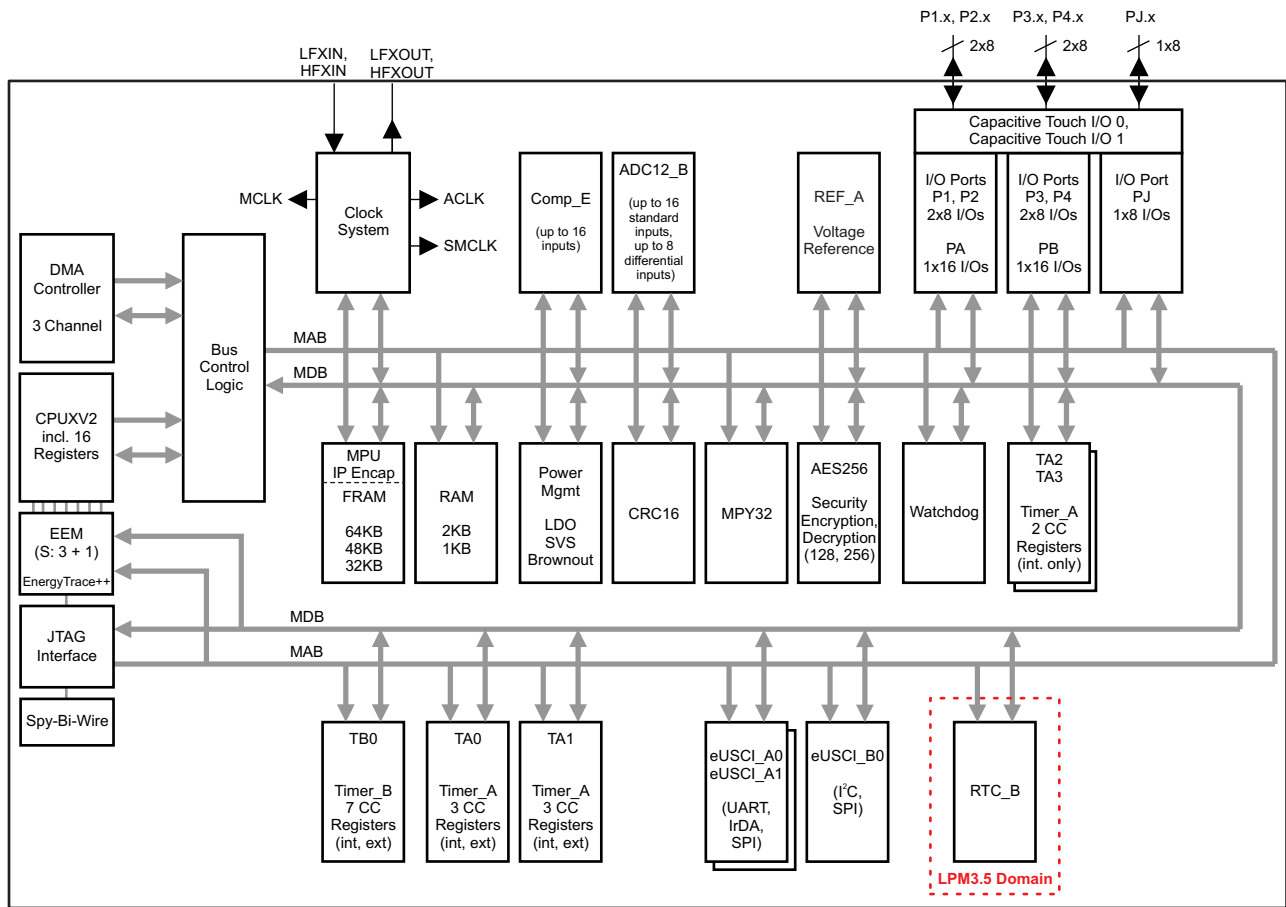 P1.x, P2.x
P3.x, P4.x
PJ.x
2x8
2x8
1x8
LFXIN,
HFXIN
LFXOUT,
HFXOUT
Capacitive Touch I/O 0,
Capacitive Touch I/O 1
MCLK
Clock
System
ACLK
SMCLK
Comp_E
(up to 16
inputs)
ADC12_B
(up to 16
standard
inputs,
up to 8
differential
inputs)
REF_A
Voltage
Reference
I/O Ports
P1, P2
2x8 I/Os
PA
1x16 I/Os
I/O Ports
P3, P4
2x8 I/Os
PB
1x16 I/Os
I/O Port
PJ
1x8 I/Os
DMA
Controller
3 Channel
Bus
Control
Logic
MAB
MDB
CPUXV2
incl. 16
Registers
MPU
IP Encap
FRAM
64KB
48KB
32KB
RAM
2KB
1KB
Power
Mgmt
LDO
SVS
Brownout
CRC16
MPY32
AES256
Security
Encryption,
Decryption
(128, 256)
Watchdog
TA2
TA3
Timer_A
2 CC
Registers
(int. only)
EEM
(S: 3 + 1)
EnergyTrace++
MDB
JTAG
Interface
MAB
Spy-Bi-Wire
TB0
Timer_B
7 CC
Registers
(int, ext)
TA0
Timer_A
3 CC
Registers
(int, ext)
TA1
Timer_A
3 CC
Registers
(int, ext)
eUSCI_A0
eUSCI_A1
(UART,
IrDA,
SPI)
eUSCI_B0
(I²C,
SPI)
RTC_B
LPM3.5 Domain